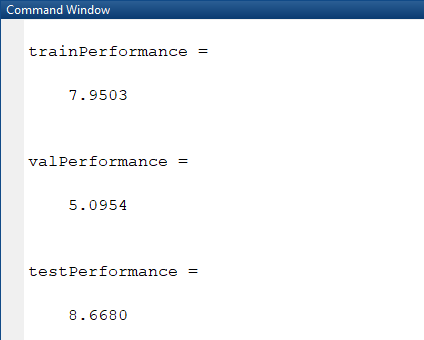 Command Window
trainPerformance =
7.9503
valPerformance =
5.0954
testPerformance =
8.6680